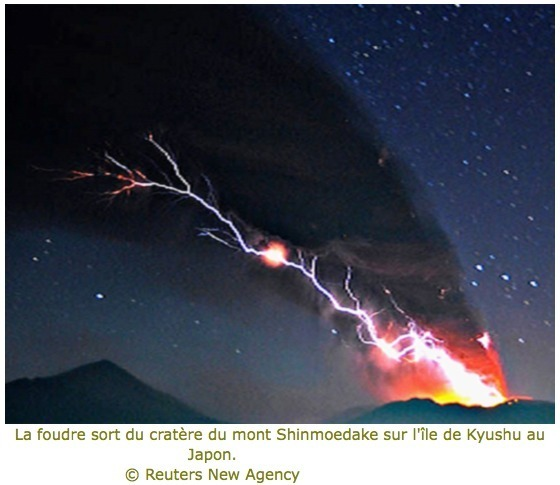 La foudre sort du cratère du mont Shinmoedake sur l'île de Kyushu au
Japon.
© Reuters New Agency